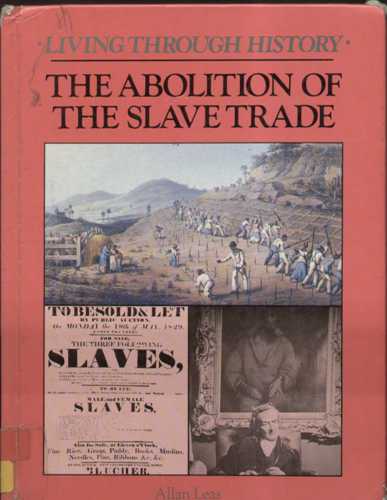 ·LIVING THROUGH HISTORY·
THE ABOLITION OF
THE SLAVE TRADE
TO BE SOLD & LET
BY PUBLIC AUCTION,
On MONDAY the 18th of MAY, 1829,
FOR SALE,
THE THREE FOLLOWING
SLAVES,
TO BE LET,
MALE and FEMALE
SLAVES,
Also for Sale, at Eleven o'Clock,
Fine Rice, Gram, Paddy, Books, Muslins,
Needles, Pins, Ribbons &c. &c.
BLUCHER.
Allan Leas